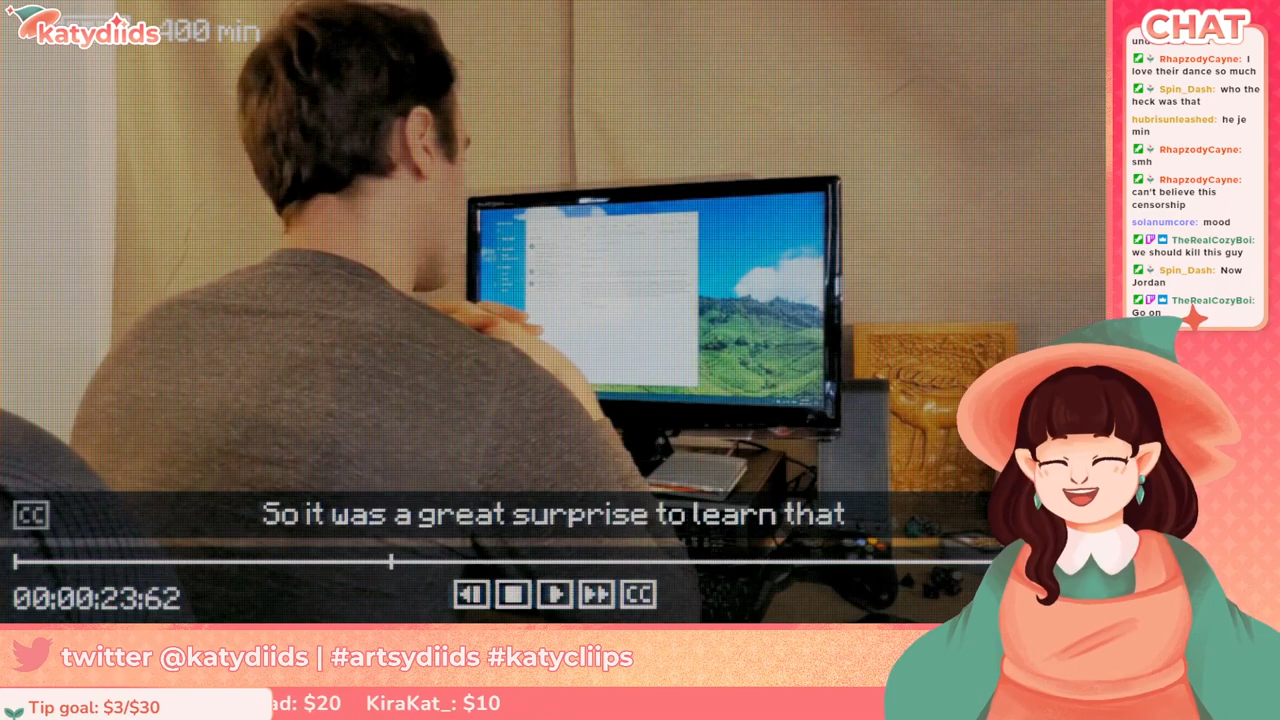 katydiids
400 min
CHAT
RhapzodyCayne: I
love their dance so much
Spin_Dash: who the
heck was that
hubrisunleashed: he je
min
RhapzodyCayne:
smh
RhapzodyCayne:
can't believe this
censorship
solanumcore: mood
TheRealCozyBoi:
we should kill this guy
Spin_Dash: Now
Jordan
TheRealCozyBoi:
Go on
CC
So it was a great surprise to learn that
00:00:23:62
CC
twitter @katydiids | #artsydiids #katycliips
Tip goal: $3/$30
ad: $20 KiraKat_: $10